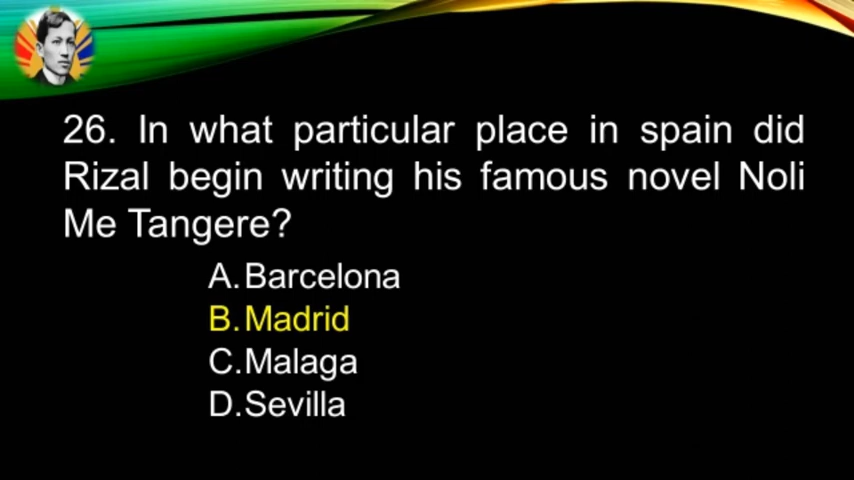 26. In what particular place in spain did
Rizal begin writing his famous novel Noli
Me Tangere?
A.Barcelona
B.Madrid
C.Malaga
D.Sevilla